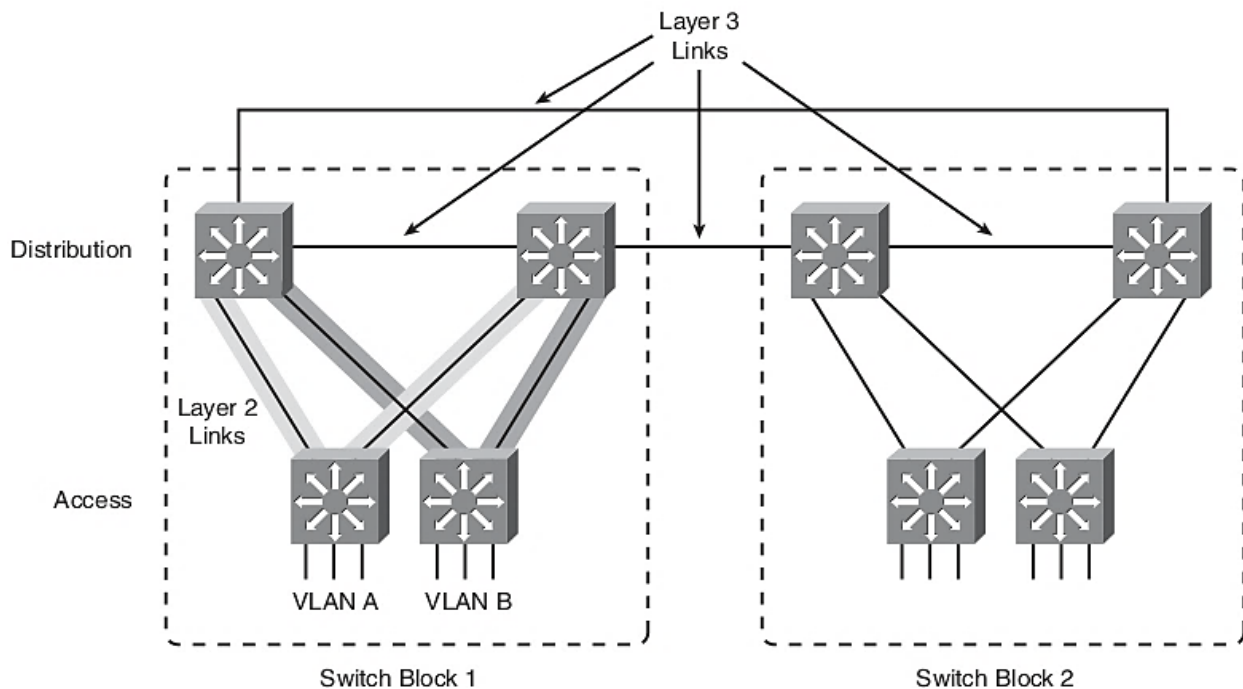 Layer 3
Links
Distribution
Layer 2
Links
Access
VLAN A
VLAN B
Switch Block 1
Switch Block 2